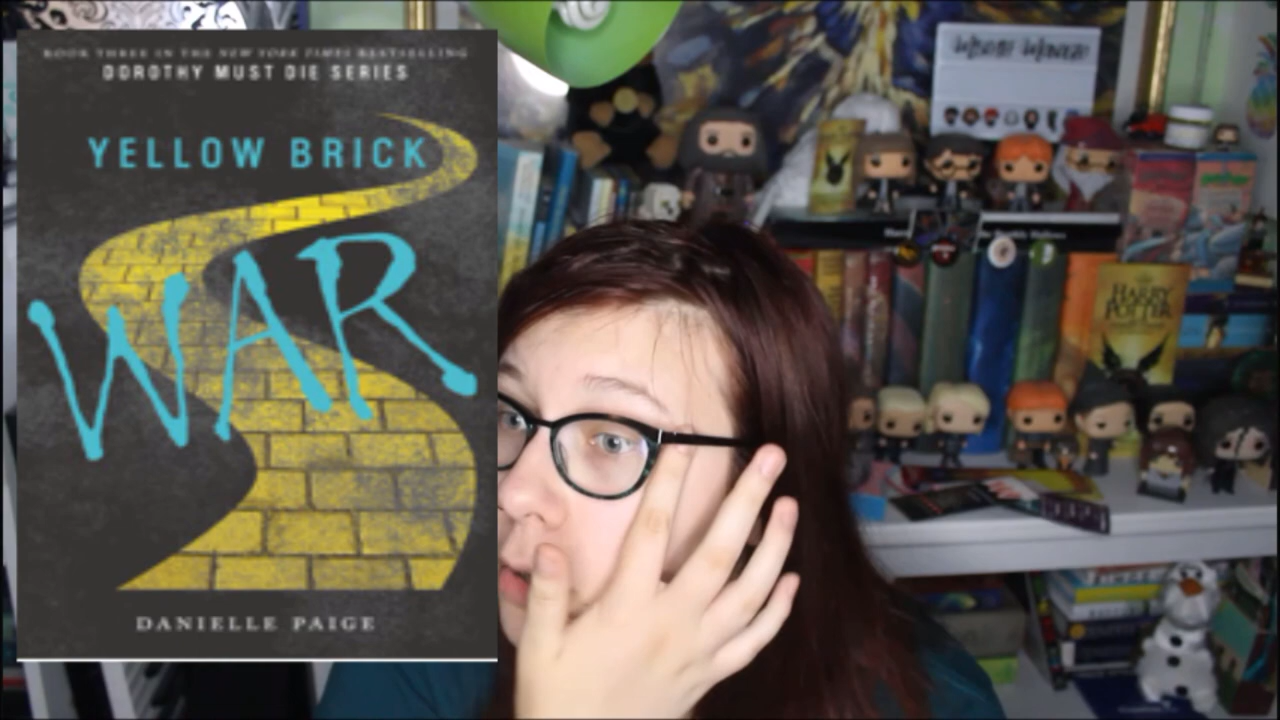 BOOK THREE IN THE NEW YORK TIMES BESTSELLING
DOROTHY MUST DIE SERIES
YELLOW BRICK
WAR
DANIELLE PAIGE
HARRY
POTTER